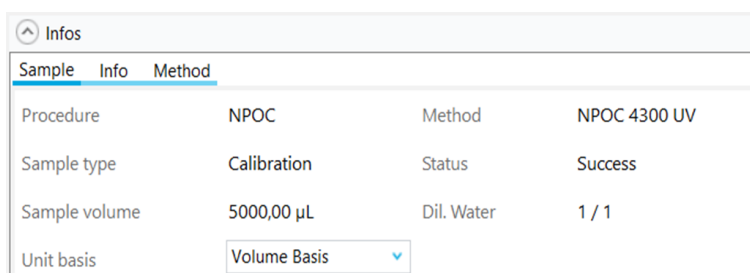 Infos
Sample Info Method
Procedure NPOC Method NPOC 4300 UV
Sample type Calibration Status Success
Sample volume 5000,00 µL Dil. Water 1 / 1
Unit basis Volume Basis